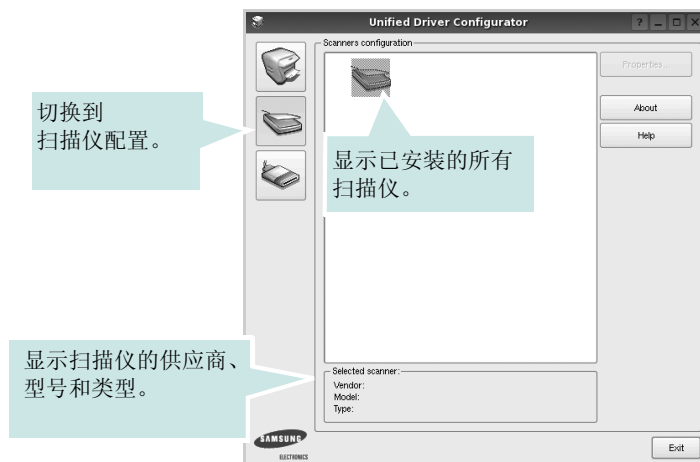 Unified Driver Configurator
Scanners configuration
Properties...
About
Help
切换到
扫描仪配置。
显示已安装的所有
扫描仪。
显示扫描仪的供应商、
型号和类型。
Selected scanner:
Vendor:
Model:
Type:
SAMSUNG
ELECTRONICS
Exit